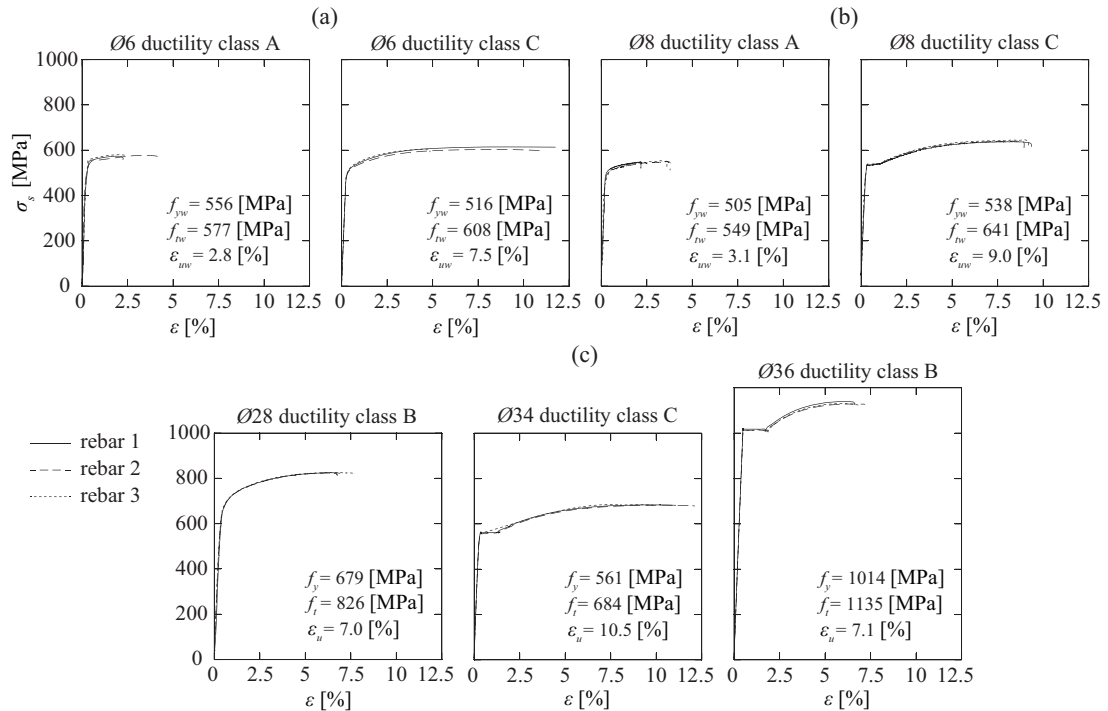 (a)
(b)
Ø6 ductility class A
Ø6 ductility class C
Ø8 ductility class A
Ø8 ductility class C
1000
800
600
400
200
0
σs [MPa]
fyw = 556 [MPa]
ftw = 577 [MPa]
εuw = 2.8 [%]
fyw = 516 [MPa]
ftw = 608 [MPa]
εuw = 7.5 [%]
fyw = 505 [MPa]
ftw = 549 [MPa]
εuw = 3.1 [%]
fyw = 538 [MPa]
ftw = 641 [MPa]
εuw = 9.0 [%]
0 2.5 5 7.5 10 12.5
0 2.5 5 7.5 10 12.5
0 2.5 5 7.5 10 12.5
0 2.5 5 7.5 10 12.5
ε [%]
ε [%]
ε [%]
ε [%]
(c)
Ø28 ductility class B
Ø34 ductility class C
Ø36 ductility class B
rebar 1
rebar 2
rebar 3
1000
800
600
400
200
0
fy = 679 [MPa]
ft = 826 [MPa]
εu = 7.0 [%]
fy = 561 [MPa]
ft = 684 [MPa]
εu = 10.5 [%]
fy = 1014 [MPa]
ft = 1135 [MPa]
εu = 7.1 [%]
0 2.5 5 7.5 10 12.5
0 2.5 5 7.5 10 12.5
0 2.5 5 7.5 10 12.5
ε [%]
ε [%]
ε [%]